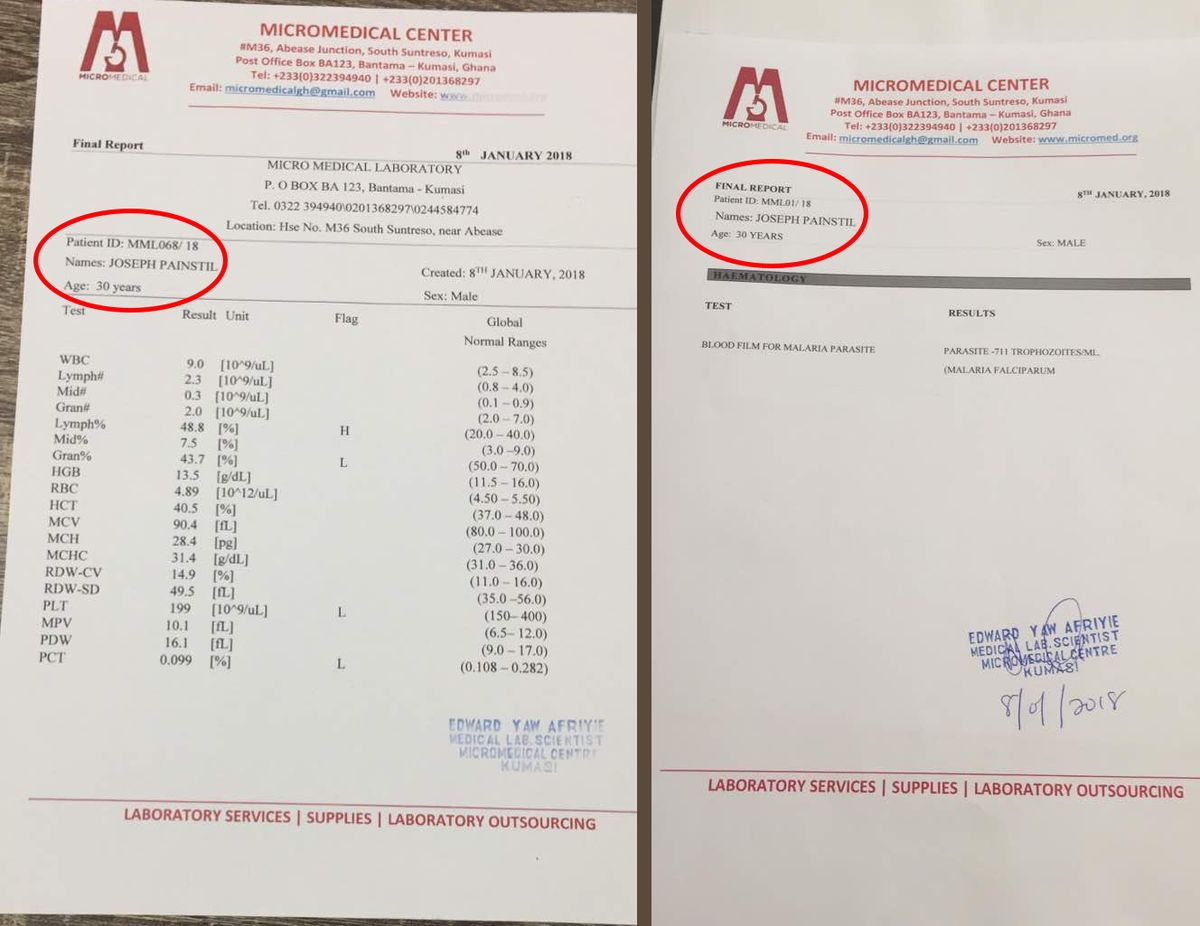 MICROMEDICAL
MICROMEDICAL CENTER
#M36, Abease Junction, South Suntreso, Kumasi
Post Office Box BA123, Bantama – Kumasi, Ghana
Tel: +233(0)322394940 | +233(0)201368297
Email: micromedicalgh@gmail.com Website: www.
Final Report
8th JANUARY 2018
MICRO MEDICAL LABORATORY
P. O BOX BA 123, Bantama - Kumasi
Tel. 0322 394940\0201368297\0244584774
Location: Hse No. M36 South Suntreso, near Abease
Patient ID: MML068/ 18
Names: JOSEPH PAINSTIL
Created: 8TH JANUARY, 2018
Age: 30 years
Sex: Male
Test Result Unit Flag Global
Normal Ranges
WBC 9.0 [10^9/uL] (2.5 – 8.5)
Lymph# 2.3 [10^9/uL] (0.8 – 4.0)
Mid# 0.3 [10^9/uL] (0.1 – 0.9)
Gran# 2.0 [10^9/uL] (2.0 – 7.0)
Lymph% 48.8 [%] H (20.0 – 40.0)
Mid% 7.5 [%] (3.0 –9.0)
Gran% 43.7 [%] L (50.0 – 70.0)
HGB 13.5 [g/dL] (11.5 – 16.0)
RBC 4.89 [10^12/uL] (4.50 – 5.50)
HCT 40.5 [%] (37.0 – 48.0)
MCV 90.4 [fL] (80.0 – 100.0)
MCH 28.4 [pg] (27.0 – 30.0)
MCHC 31.4 [g/dL] (31.0 – 36.0)
RDW-CV 14.9 [%] (11.0 – 16.0)
RDW-SD 49.5 [fL] (35.0 –56.0)
PLT 199 [10^9/uL] L (150– 400)
MPV 10.1 [fL] (6.5– 12.0)
PDW 16.1 [fL] (9.0 – 17.0)
PCT 0.099 [%] L (0.108 – 0.282)
EDWARD YAW AFRIYIE
MEDICAL LAB. SCIENTIST
MICROMEDICAL CENTRE
KUMASI
LABORATORY SERVICES | SUPPLIES | LABORATORY OUTSOURCING
MICROMEDICAL
MICROMEDICAL CENTER
#M36, Abease Junction, South Suntreso, Kumasi
Post Office Box BA123, Bantama – Kumasi, Ghana
Tel: +233(0)322394940 | +233(0)201368297
Email: micromedicalgh@gmail.com Website: www.micromed.org
FINAL REPORT
8TH JANUARY, 2018
Patient ID: MML01/ 18
Names: JOSEPH PAINSTIL
Age: 30 YEARS
Sex: MALE
HAEMATOLOGY
TEST RESULTS
BLOOD FILM FOR MALARIA PARASITE PARASITE -711 TROPHOZOITES/ML.
(MALARIA FALCIPARUM
EDWARD YAW AFRIYIE
MEDICAL LAB. SCIENTIST
MICROMEDICAL CENTRE
KUMASI
8/01/2018
LABORATORY SERVICES | SUPPLIES | LABORATORY OUTSOURCING